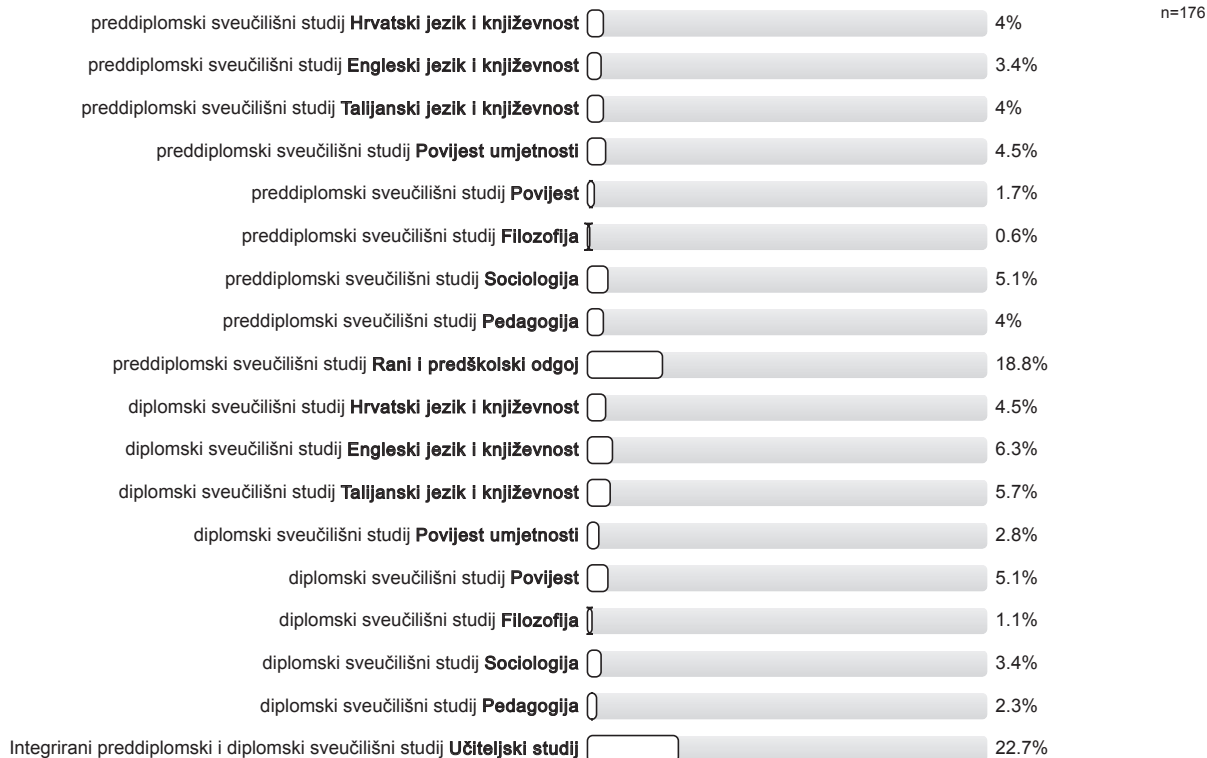 n=176
preddiplomski sveučilišni studij Hrvatski jezik i književnost 4%
preddiplomski sveučilišni studij Engleski jezik i književnost 3.4%
preddiplomski sveučilišni studij Talijanski jezik i književnost 4%
preddiplomski sveučilišni studij Povijest umjetnosti 4.5%
preddiplomski sveučilišni studij Povijest 1.7%
preddiplomski sveučilišni studij Filozofija 0.6%
preddiplomski sveučilišni studij Sociologija 5.1%
preddiplomski sveučilišni studij Pedagogija 4%
preddiplomski sveučilišni studij Rani i predškolski odgoj 18.8%
diplomski sveučilišni studij Hrvatski jezik i književnost 4.5%
diplomski sveučilišni studij Engleski jezik i književnost 6.3%
diplomski sveučilišni studij Talijanski jezik i književnost 5.7%
diplomski sveučilišni studij Povijest umjetnosti 2.8%
diplomski sveučilišni studij Povijest 5.1%
diplomski sveučilišni studij Filozofija 1.1%
diplomski sveučilišni studij Sociologija 3.4%
diplomski sveučilišni studij Pedagogija 2.3%
Integrirani preddiplomski i diplomski sveučilišni studij Učiteljski studij 22.7%